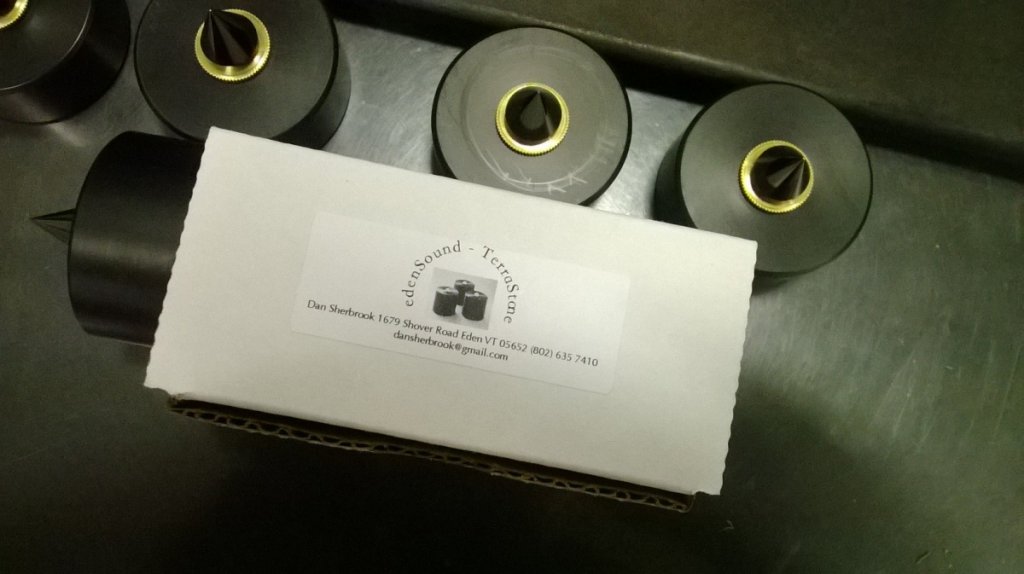 edenSound - TerraStone
Dan Sherbrook 1679 Shover Road Eden VT 05652 (802) 635 7410
dansherbrook@gmail.com